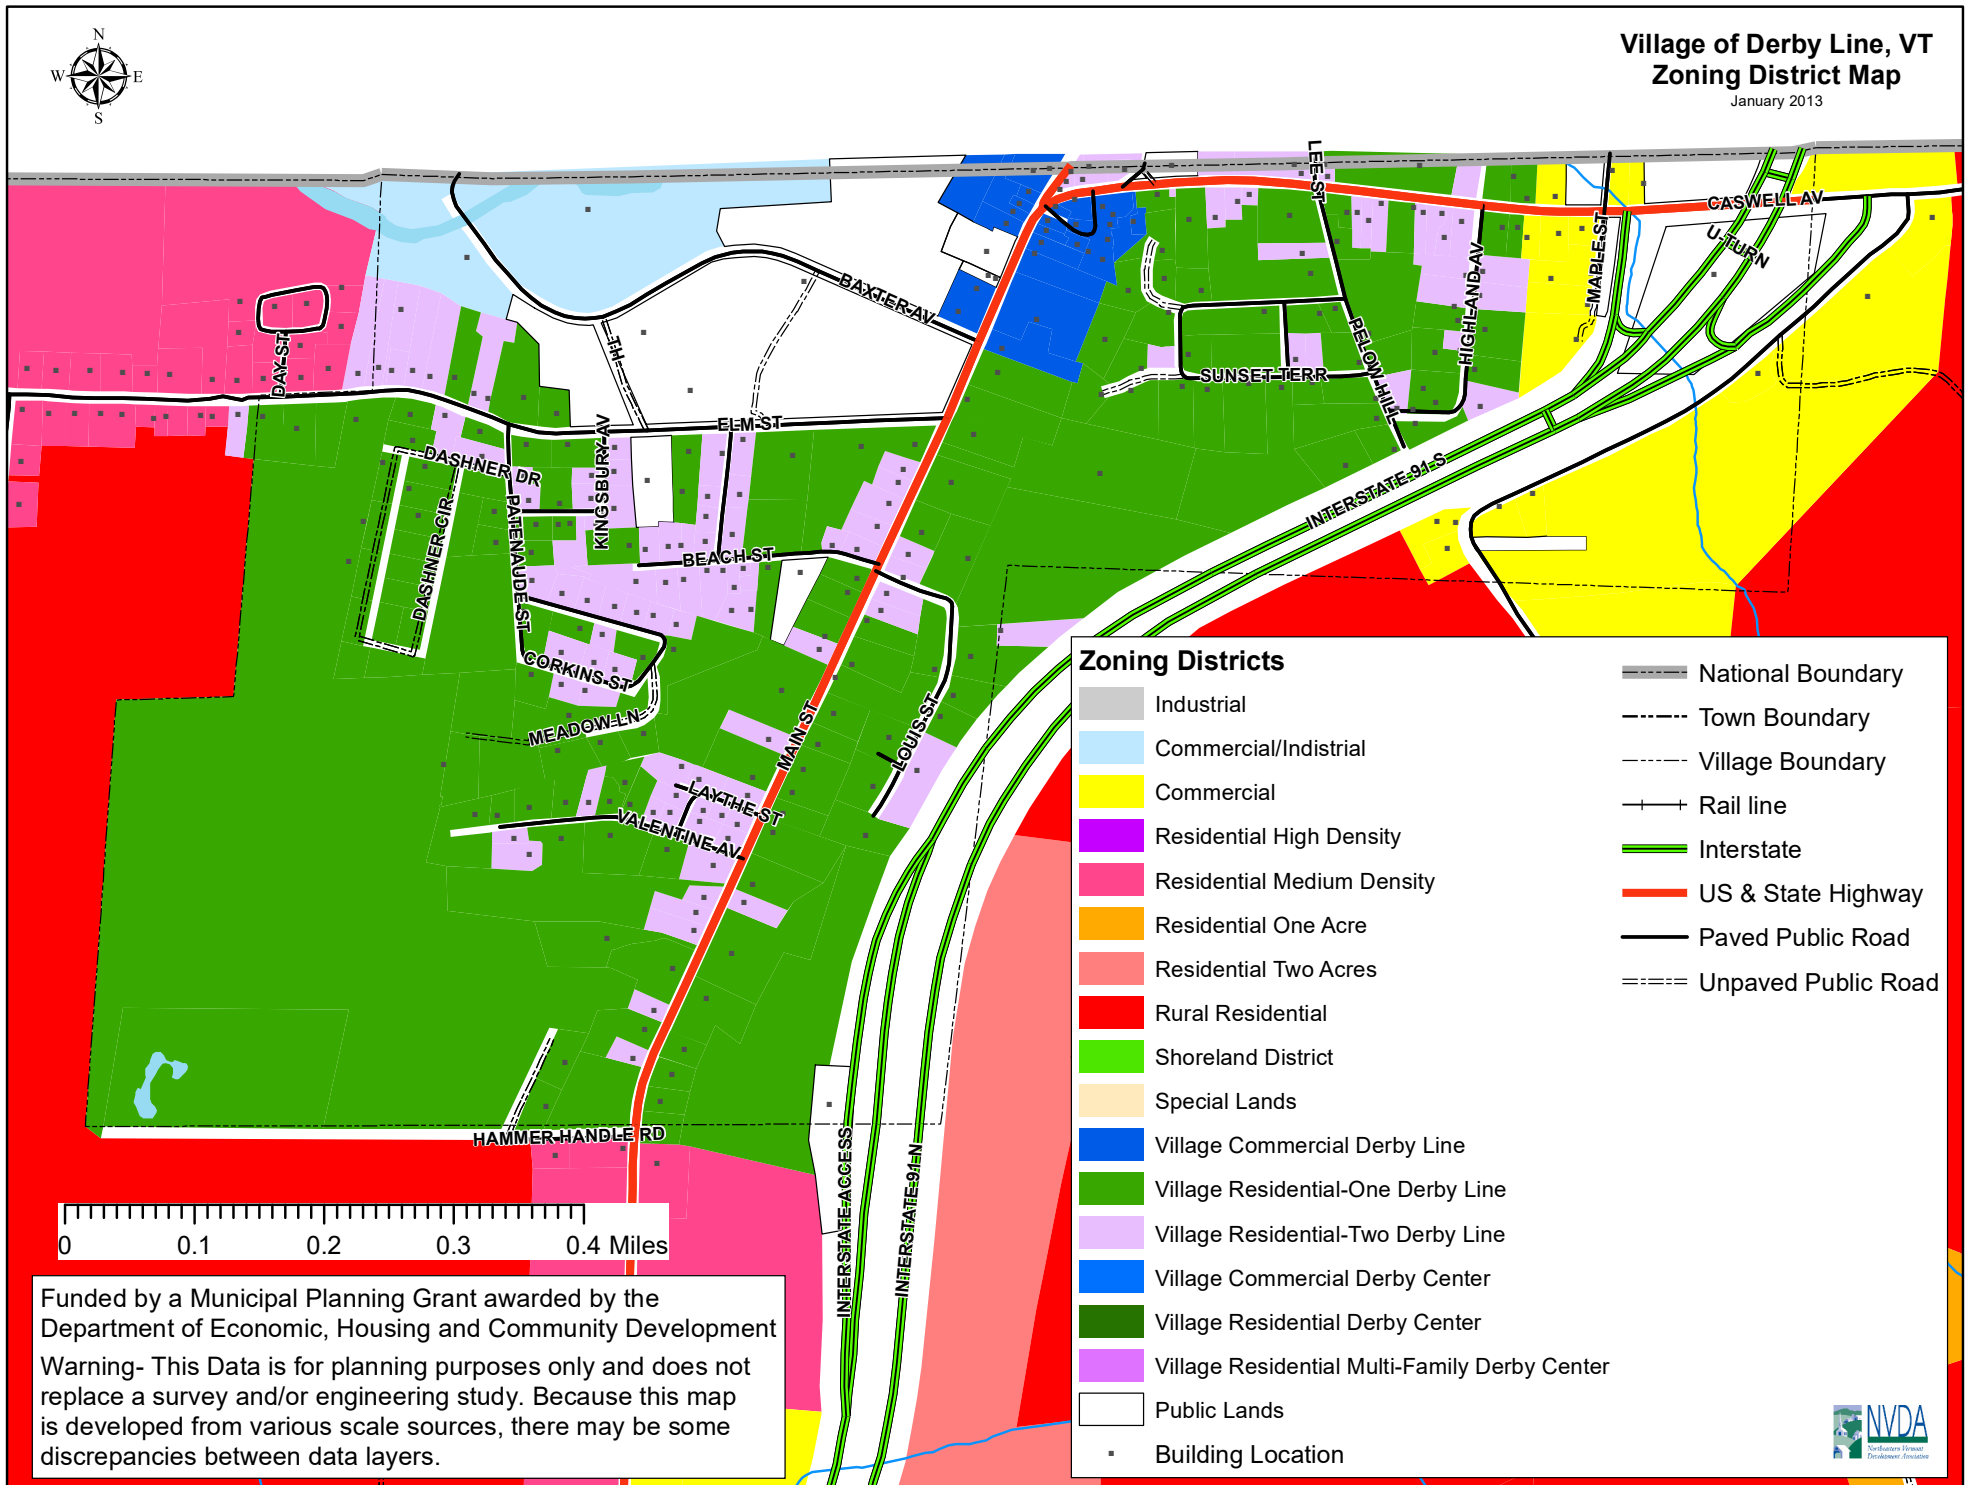 N
W E
S
Village of Derby Line, VT
Zoning District Map
January 2013
LEE ST
CASWELL AV
U-TURN
MAPLE ST
HIGHLAND AV
BAXTER AV
PELOW HILL
TH
DAY ST
SUNSET TERR
ELM ST
KINGSBURY AV
DASHNER DR
INTERSTATE 91 S
PATENAUDE ST
DASHNER CIR
BEACH ST
CORKINS ST
MEADOW LN
MAIN ST
LOUIS ST
LAYTHE ST
VALENTINE AV
HAMMER HANDLE RD
INTERSTATE ACCESS
INTERSTATE 91 N
0 0.1 0.2 0.3 0.4 Miles
Funded by a Municipal Planning Grant awarded by the
Department of Economic, Housing and Community Development
Warning- This Data is for planning purposes only and does not
replace a survey and/or engineering study. Because this map
is developed from various scale sources, there may be some
discrepancies between data layers.
Zoning Districts
Industrial
Commercial/Indistrial
Commercial
Residential High Density
Residential Medium Density
Residential One Acre
Residential Two Acres
Rural Residential
Shoreland District
Special Lands
Village Commercial Derby Line
Village Residential-One Derby Line
Village Residential-Two Derby Line
Village Commercial Derby Center
Village Residential Derby Center
Village Residential Multi-Family Derby Center
Public Lands
Building Location
National Boundary
Town Boundary
Village Boundary
Rail line
Interstate
US & State Highway
Paved Public Road
Unpaved Public Road
NVDA
Northeastern Vermont
Development Association